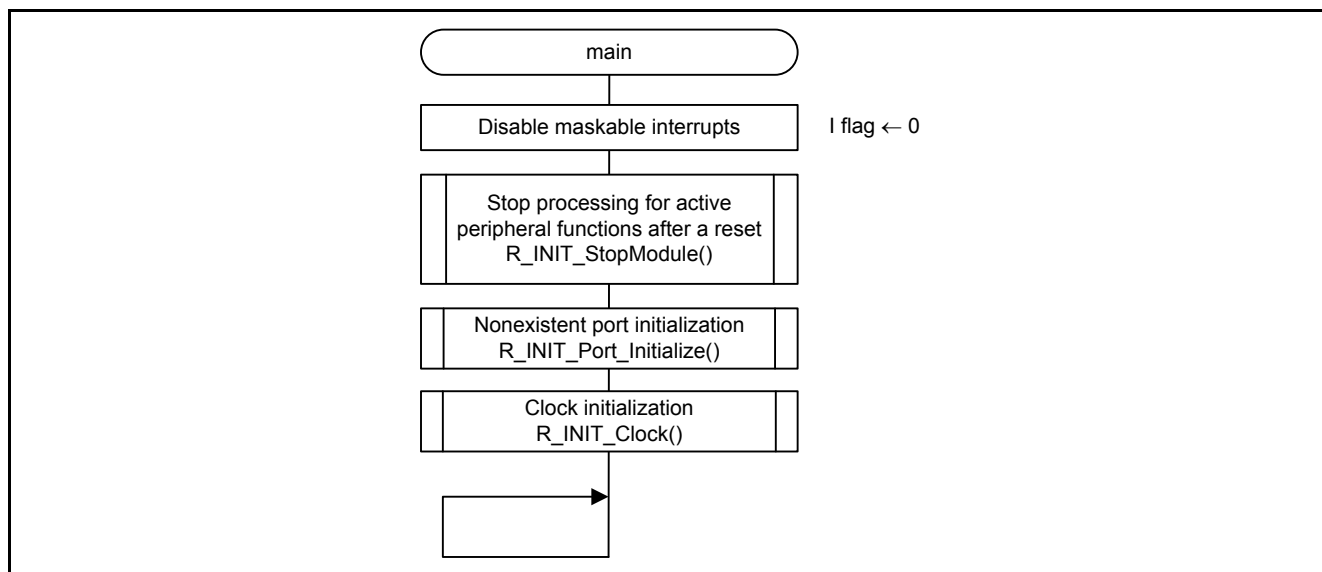 main
Disable maskable interrupts
I flag ← 0
Stop processing for active
peripheral functions after a reset
R_INIT_StopModule()
Nonexistent port initialization
R_INIT_Port_Initialize()
Clock initialization
R_INIT_Clock()